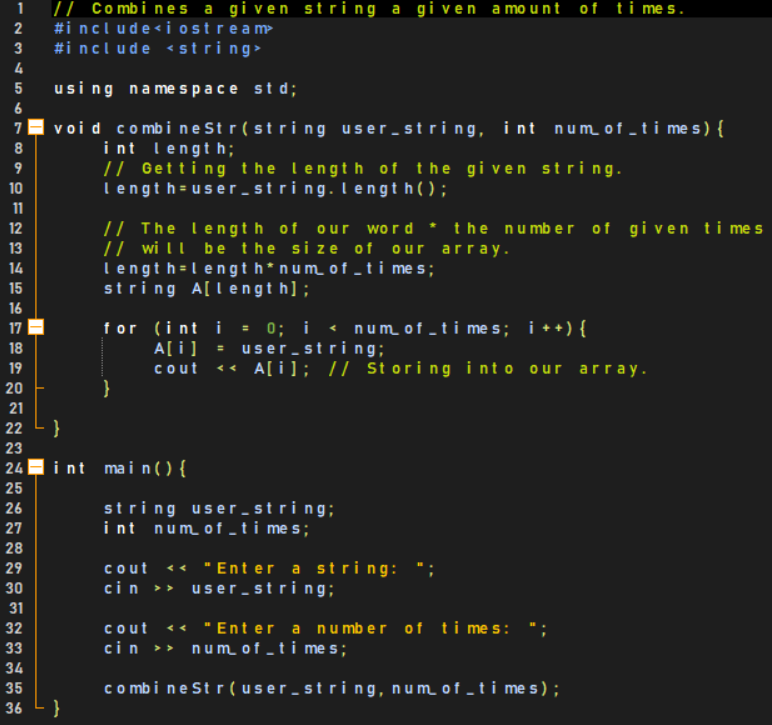 1 // Combines a given string a given amount of times.
2 #include<iostream>
3 #include <string>
4
5 using namespace std;
6
7 void combineStr(string user_string, int num_of_times){
8 int length;
9 // Getting the length of the given string.
10 length=user_string.length();
11
12 // The length of our word * the number of given times
13 // will be the size of our array.
14 length=length*num_of_times;
15 string A[length];
16
17 for (int i = 0; i < num_of_times; i++){
18 A[i] = user_string;
19 cout << A[i]; // Storing into our array.
20 }
21
22 }
23
24 int main(){
25
26 string user_string;
27 int num_of_times;
28
29 cout << "Enter a string: ";
30 cin >> user_string;
31
32 cout << "Enter a number of times: ";
33 cin >> num_of_times;
34
35 combineStr(user_string,num_of_times);
36 }